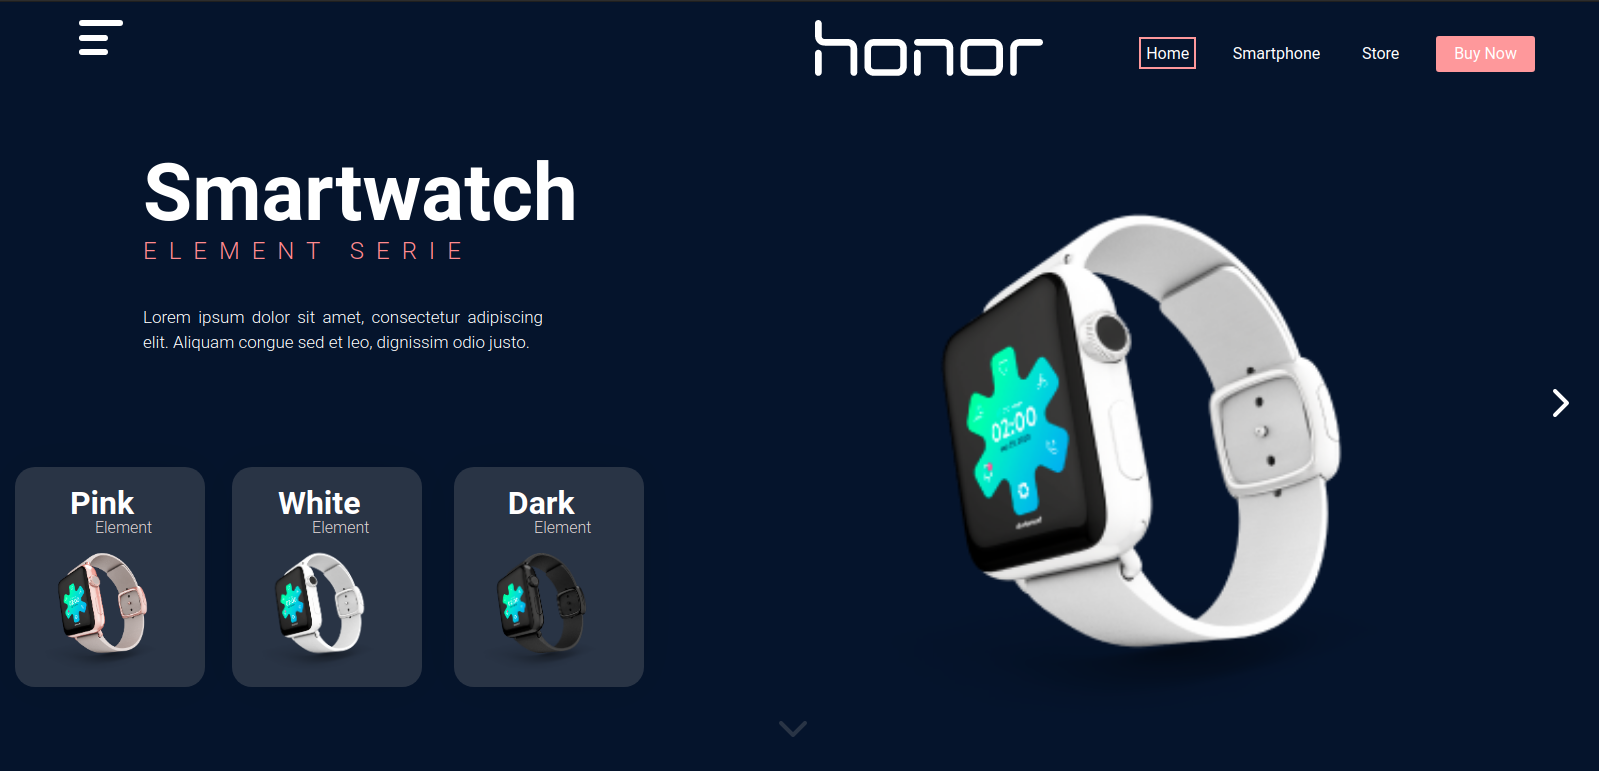 honor
Home
Smartphone
Store
Buy Now
Smartwatch
ELEMENT SERIE
Lorem ipsum dolor sit amet, consectetur adipiscing
elit. Aliquam congue sed et leo, dignissim odio justo.
02:00
Pink
Element
White
Element
Dark
Element